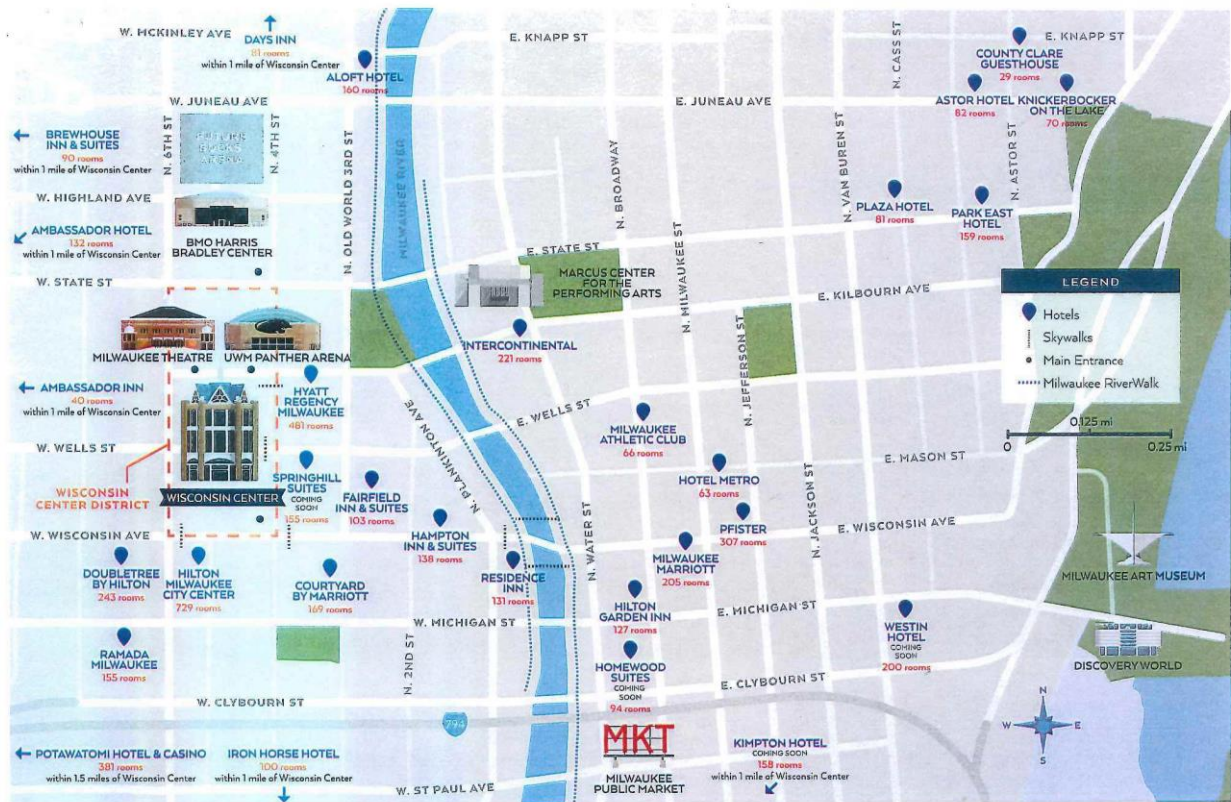 W. MCKINLEY AVE
DAYS INN
81 rooms
within 1 mile of Wisconsin Center
ALOFT HOTEL
160 rooms
E. KNAPP ST
N. CASS ST
E. KNAPP ST
COUNTY CLARE
GUESTHOUSE
29 rooms
W. JUNEAU AVE
E. JUNEAU AVE
ASTOR HOTEL
82 rooms
KNICKERBOCKER
ON THE LAKE
70 rooms
BREWHOUSE
INN & SUITES
90 rooms
within 1 mile of Wisconsin Center
N. 6TH ST
FUTURE
BUCKS
ARENA
N. 4TH ST
N. OLD WORLD 3RD ST
MILWAUKEE RIVER
N. BROADWAY
N. VAN BUREN ST
N. ASTOR ST
W. HIGHLAND AVE
PLAZA HOTEL
81 rooms
PARK EAST
HOTEL
159 rooms
AMBASSADOR HOTEL
132 rooms
within 1 mile of Wisconsin Center
BMO HARRIS
BRADLEY CENTER
E. STATE ST
W. STATE ST
MARCUS CENTER
FOR THE
PERFORMING ARTS
N. MILWAUKEE ST
E. KILBOURN AVE
LEGEND
Hotels
Skywalks
Main Entrance
Milwaukee RiverWalk
0
0.125 mi
0.25 mi
MILWAUKEE THEATRE
UWM PANTHER ARENA
INTERCONTINENTAL
221 rooms
N. JEFFERSON ST
AMBASSADOR INN
40 rooms
within 1 mile of Wisconsin Center
HYATT
REGENCY
MILWAUKEE
481 rooms
N. PLANKINTON AVE
E. WELLS ST
MILWAUKEE
ATHLETIC CLUB
66 rooms
W. WELLS ST
E. MASON ST
WISCONSIN
CENTER DISTRICT
WISCONSIN CENTER
SPRINGHILL
SUITES
COMING
SOON
155 rooms
FAIRFIELD
INN & SUITES
103 rooms
HOTEL METRO
63 rooms
HAMPTON
INN & SUITES
138 rooms
PFISTER
307 rooms
N. JACKSON ST
E. WISCONSIN AVE
W. WISCONSIN AVE
N. WATER ST
DOUBLETREE
BY HILTON
243 rooms
HILTON
MILWAUKEE
CITY CENTER
729 rooms
COURTYARD
BY MARRIOTT
169 rooms
RESIDENCE
INN
131 rooms
MILWAUKEE
MARRIOTT
205 rooms
MILWAUKEE ART MUSEUM
HILTON
GARDEN INN
127 rooms
E. MICHIGAN ST
WESTIN
HOTEL
COMING
SOON
200 rooms
W. MICHIGAN ST
RAMADA
MILWAUKEE
155 rooms
N. 2ND ST
HOMEWOOD
SUITES
COMING
SOON
94 rooms
DISCOVERY WORLD
W. CLYBOURN ST
E. CLYBOURN ST
794
N
W
E
S
POTAWATOMI HOTEL & CASINO
381 rooms
within 1.5 miles of Wisconsin Center
IRON HORSE HOTEL
100 rooms
within 1 mile of Wisconsin Center
MKT
MILWAUKEE
PUBLIC MARKET
KIMPTON HOTEL
COMING SOON
158 rooms
within 1 mile of Wisconsin Center
W. ST PAUL AVE